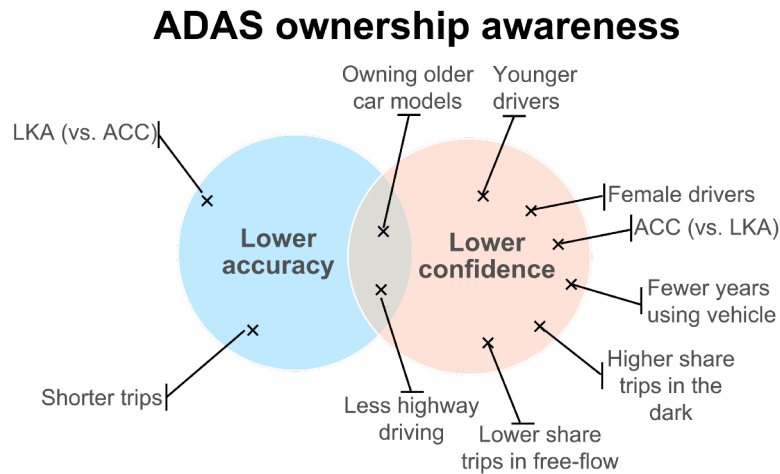 ADAS ownership awareness
Owning older
car models
Younger
drivers
LKA (vs. ACC)
Female drivers
ACC (vs. LKA)
Lower
accuracy
Lower
confidence
Fewer years
using vehicle
Higher share
trips in the
dark
Shorter trips
Less highway
driving
Lower share
trips in free-flow